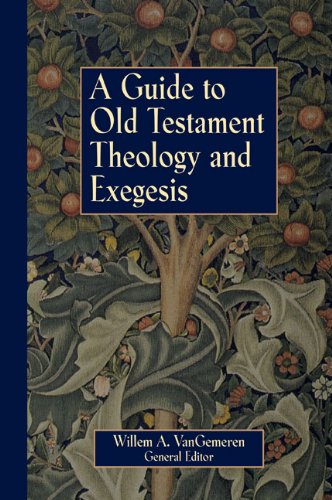 A Guide to
Old Testament
Theology and
Exegesis
Willem A. VanGemeren
General Editor